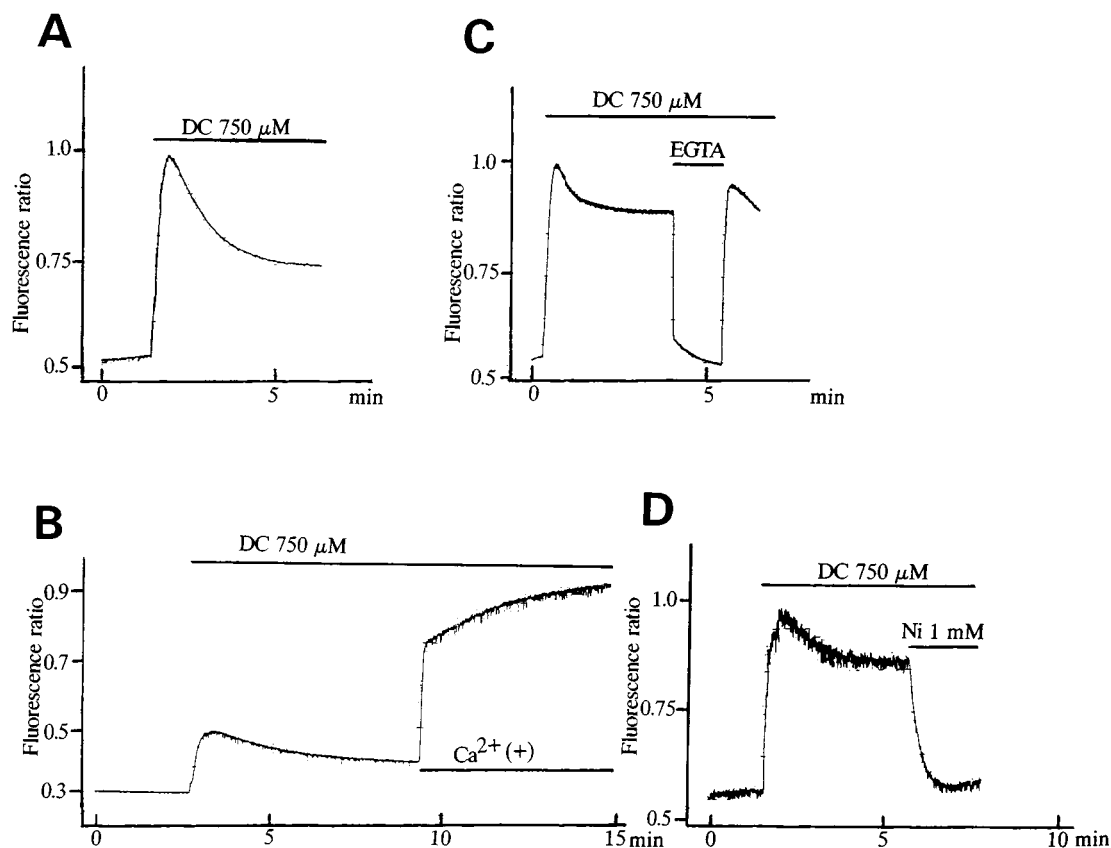 A
DC 750 μM
1.0
0.75
0.5
Fluorescence ratio
0
5
min
C
DC 750 μM
EGTA
1.0
0.75
0.5
Fluorescence ratio
0
5
min
B
DC 750 μM
0.9
0.7
0.5
0.3
Fluorescence ratio
Ca²⁺ (+)
0
5
10
15 min
D
DC 750 μM
Ni 1 mM
1.0
0.75
0.5
Fluorescence ratio
0
5
10 min